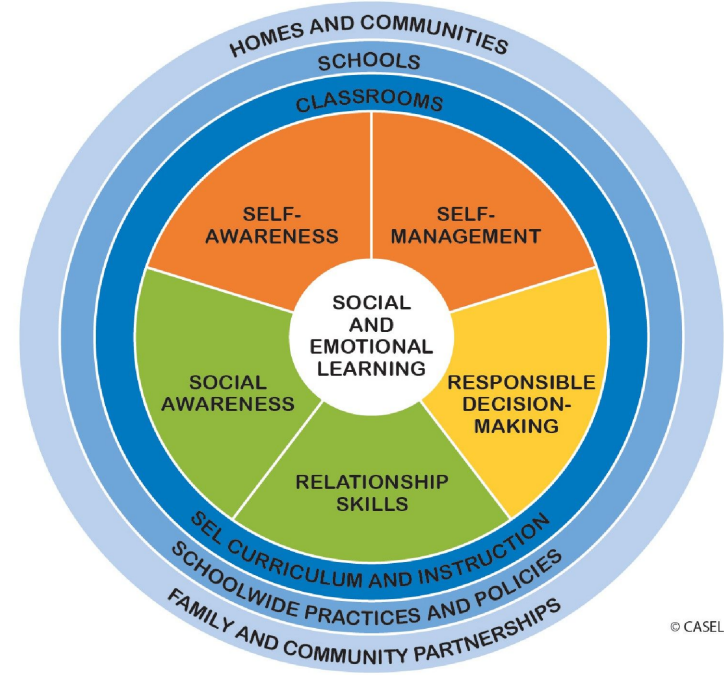 HOMES AND COMMUNITIES
SCHOOLS
CLASSROOMS
SELF-
AWARENESS
SELF-
MANAGEMENT
SOCIAL
AND
EMOTIONAL
LEARNING
SOCIAL
AWARENESS
RESPONSIBLE
DECISION-
MAKING
RELATIONSHIP
SKILLS
SEL CURRICULUM AND INSTRUCTION
SCHOOLWIDE PRACTICES AND POLICIES
FAMILY AND COMMUNITY PARTNERSHIPS
© CASEL